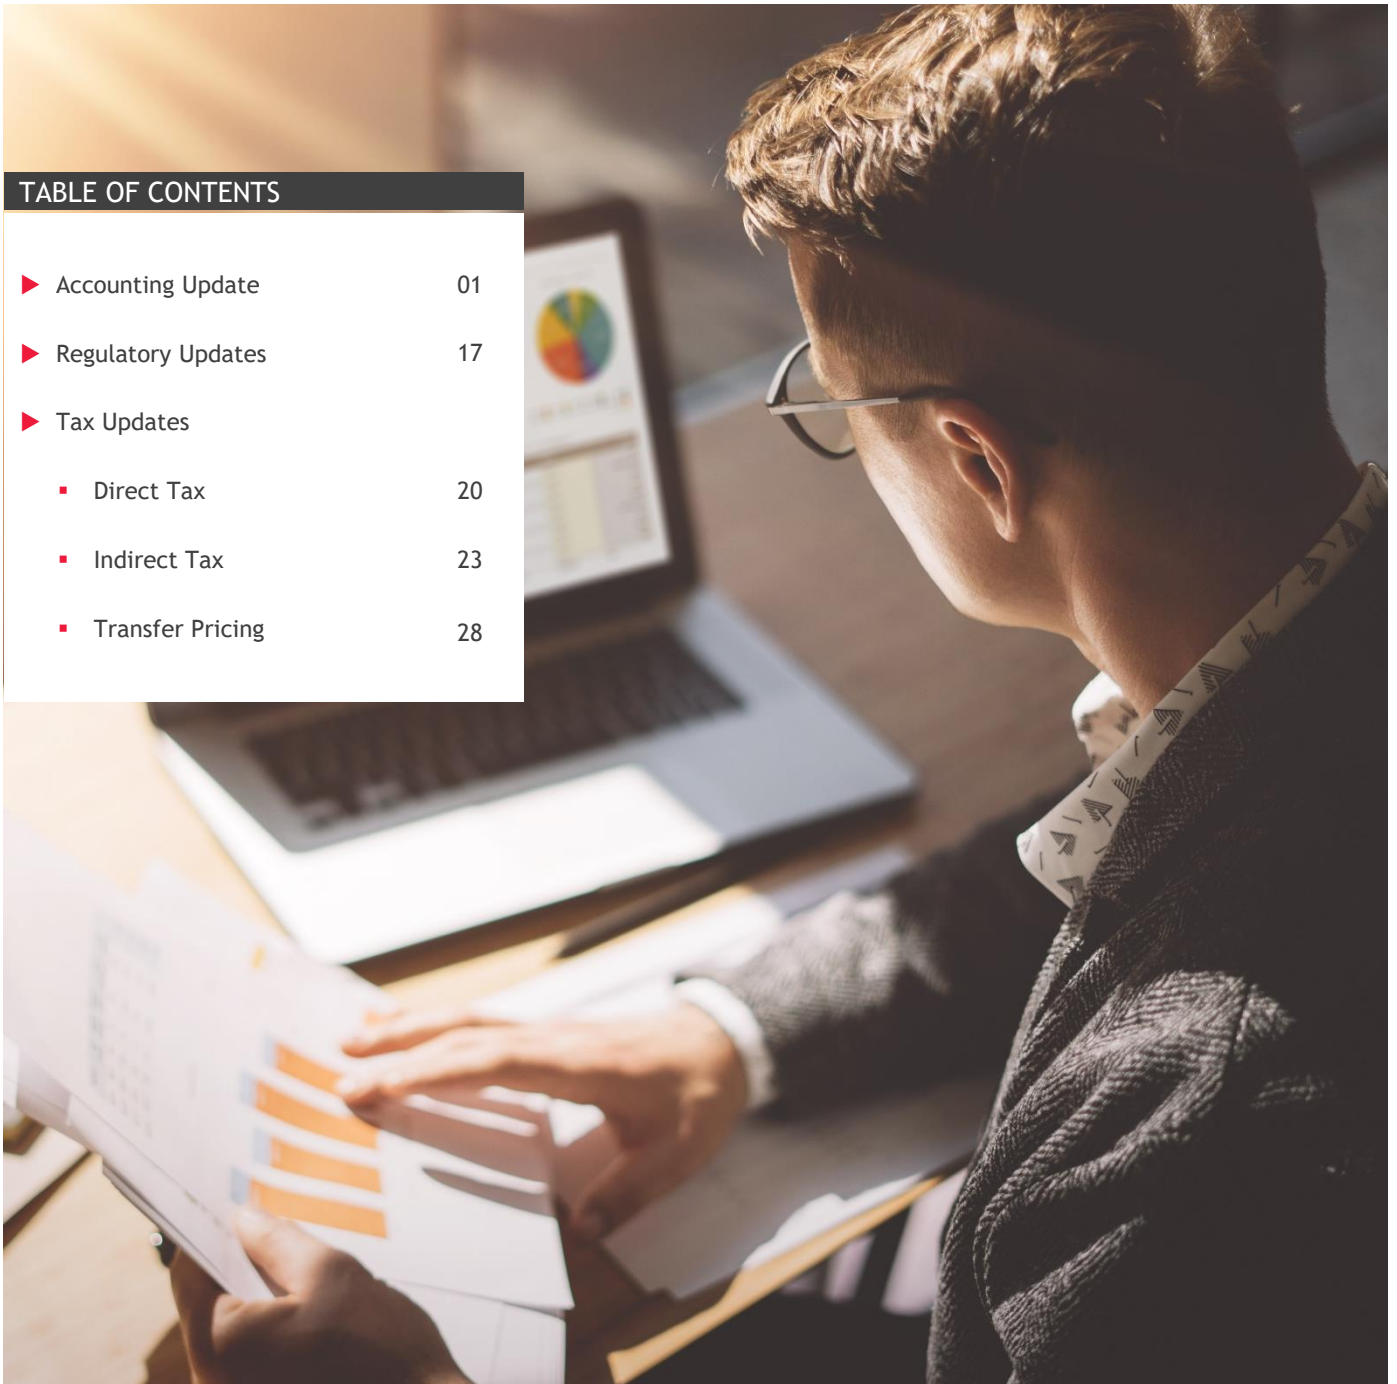 TABLE OF CONTENTS
Accounting Update 01
Regulatory Updates 17
Tax Updates
Direct Tax 20
Indirect Tax 23
Transfer Pricing 28